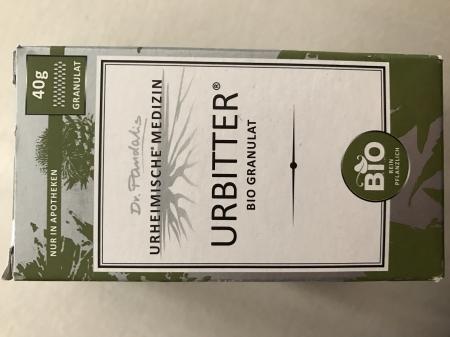 40g
GRANULAT
NUR IN APOTHEKEN
Dr. Pandalis
URHEIMISCHE® MEDIZIN
URBITTER®
BIO GRANULAT
BIO
REIN
PFLANZLICH